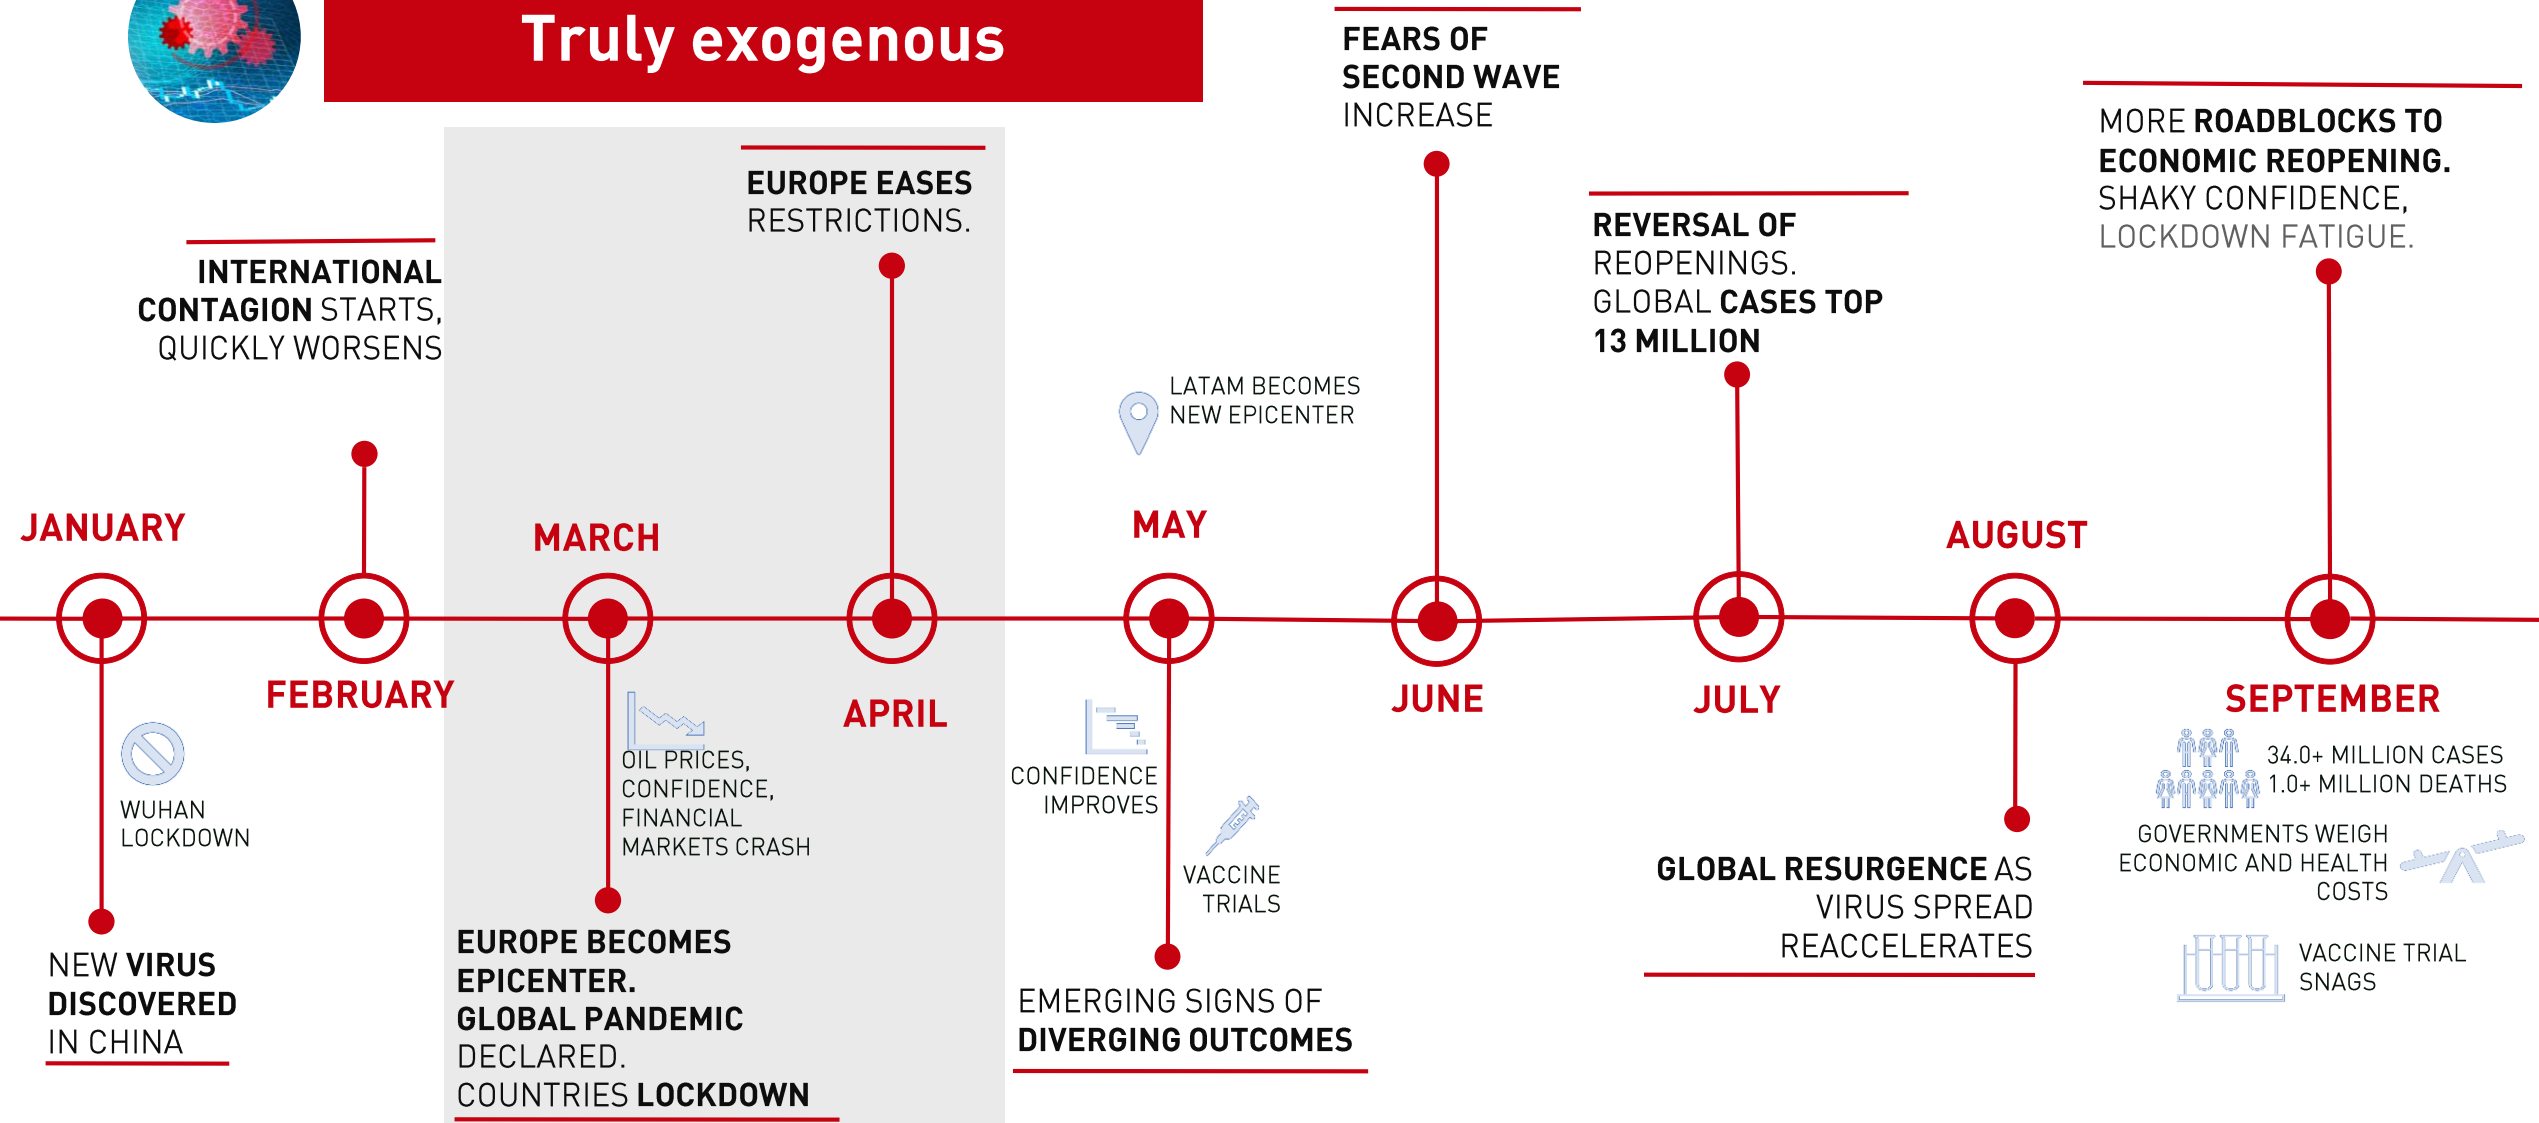 Truly exogenous
JANUARY
WUHAN
LOCKDOWN
NEW VIRUS
DISCOVERED
IN CHINA
INTERNATIONAL
CONTAGION STARTS,
QUICKLY WORSENS
FEBRUARY
MARCH
OIL PRICES,
CONFIDENCE,
FINANCIAL
MARKETS CRASH
EUROPE BECOMES
EPICENTER.
GLOBAL PANDEMIC
DECLARED.
COUNTRIES LOCKDOWN
EUROPE EASES
RESTRICTIONS.
APRIL
LATAM BECOMES
NEW EPICENTER
MAY
CONFIDENCE
IMPROVES
VACCINE
TRIALS
EMERGING SIGNS OF
DIVERGING OUTCOMES
FEARS OF
SECOND WAVE
INCREASE
JUNE
REVERSAL OF
REOPENINGS.
GLOBAL CASES TOP
13 MILLION
JULY
AUGUST
GLOBAL RESURGENCE AS
VIRUS SPREAD
REACCELERATES
MORE ROADBLOCKS TO
ECONOMIC REOPENING.
SHAKY CONFIDENCE,
LOCKDOWN FATIGUE.
SEPTEMBER
34.0+ MILLION CASES
1.0+ MILLION DEATHS
GOVERNMENTS WEIGH
ECONOMIC AND HEALTH
COSTS
VACCINE TRIAL
SNAGS